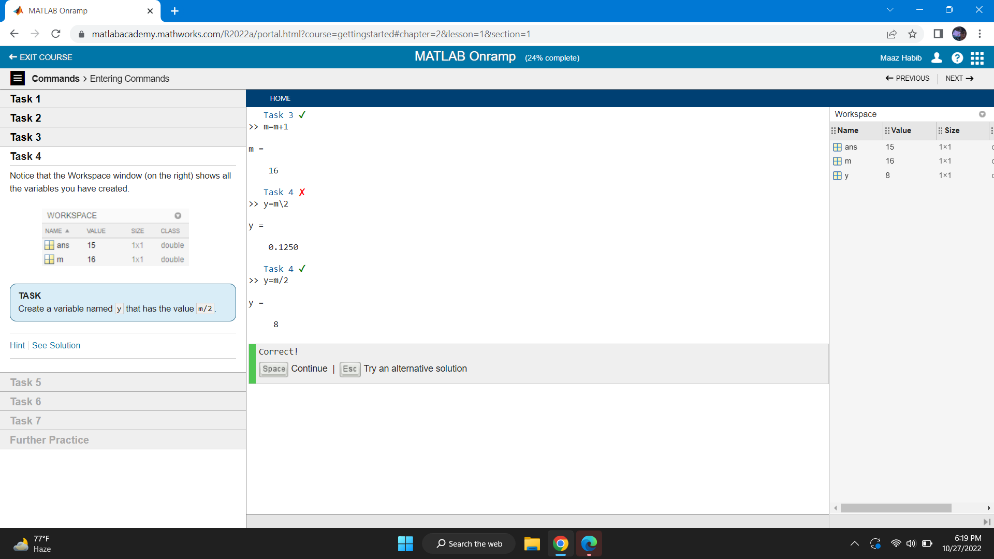 MATLAB Onramp
matlabacademy.mathworks.com/R2022a/portal.html?course=gettingstarted#chapter=2&lesson=1&section=1
EXIT COURSE
MATLAB Onramp (24% complete)
Maaz Habib
Commands > Entering Commands
PREVIOUS
NEXT
Task 1
Task 2
Task 3
Task 4
Notice that the Workspace window (on the right) shows all
the variables you have created.
WORKSPACE
NAME VALUE SIZE CLASS
ans 15 1x1 double
m 16 1x1 double
TASK
Create a variable named y that has the value m/2.
Hint | See Solution
Task 5
Task 6
Task 7
Further Practice
HOME
Task 3 ✓
>> m=m+1
m =
16
Task 4 ✗
>> y=m\2
y =
0.1250
Task 4 ✓
>> y=m/2
y =
8
Correct!
Space Continue | Esc Try an alternative solution
Workspace
Name Value Size
ans 15 1×1
m 16 1×1
y 8 1×1
77°F
Haze
Search the web
6:19 PM
10/27/2022